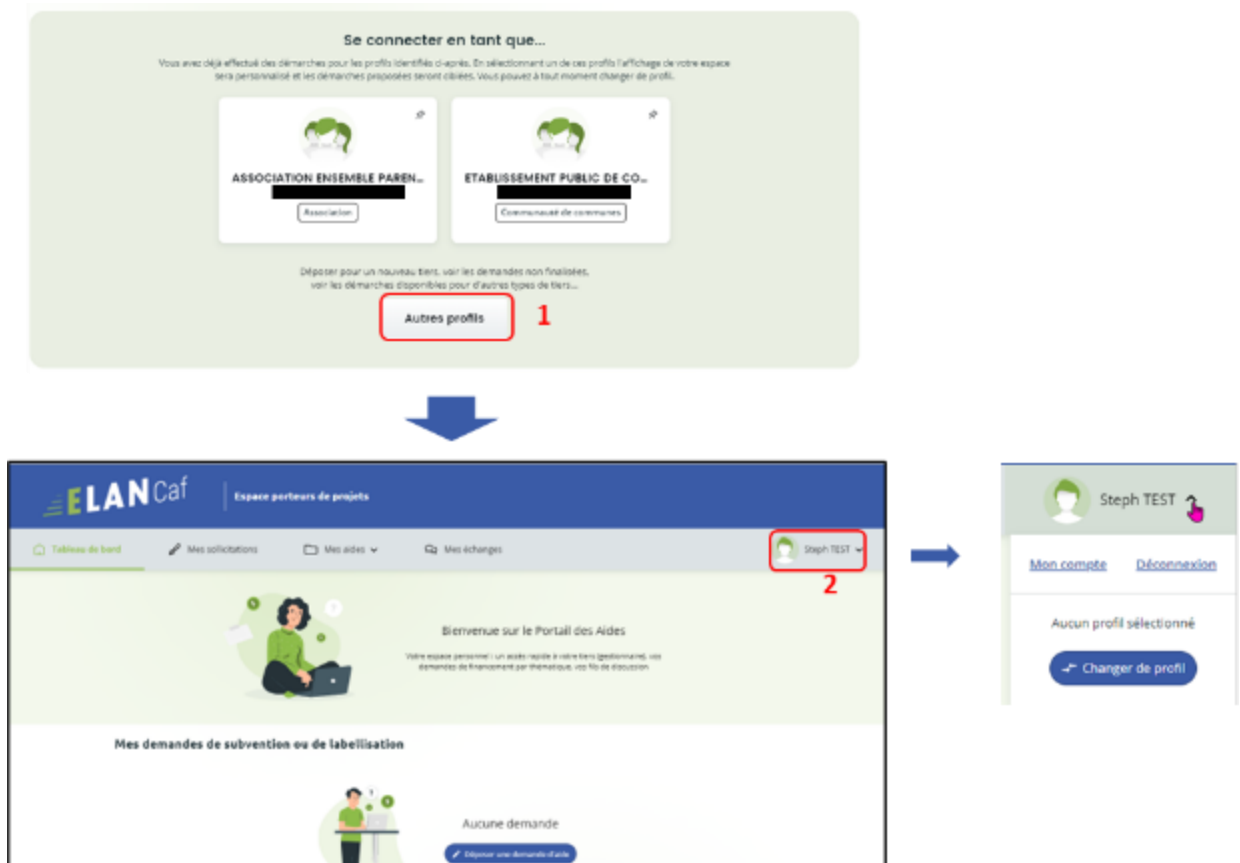 Se connecter en tant que...
Vous avez déjà effectué des démarches pour les profils identifiés ci-après. En sélectionnant un de ces profils l'affichage de votre espace
sera personnalisé et les démarches proposées seront ciblées. Vous pouvez à tout moment changer de profil.
ASSOCIATION ENSEMBLE PAREN...
ETABLISSEMENT PUBLIC DE CO...
Association
Communauté de communes
Déposer pour un nouveau tiers, voir les demandes non finalisées,
voir les démarches disponibles pour d'autres types de tiers...
Autres profils
1
ELAN Caf
Espace porteurs de projets
Tableau de bord
Mes sollicitations
Mes aides
Mes échanges
Steph TEST
2
Bienvenue sur le Portail des Aides
Votre espace personnel : un accès rapide à votre tiers (gestionnaire), vos
demandes de financement par thématique, vos fils de discussion
Mes demandes de subvention ou de labellisation
Aucune demande
Déposer une demande d'aide
Steph TEST
Mon compte
Déconnexion
Aucun profil sélectionné
Changer de profil